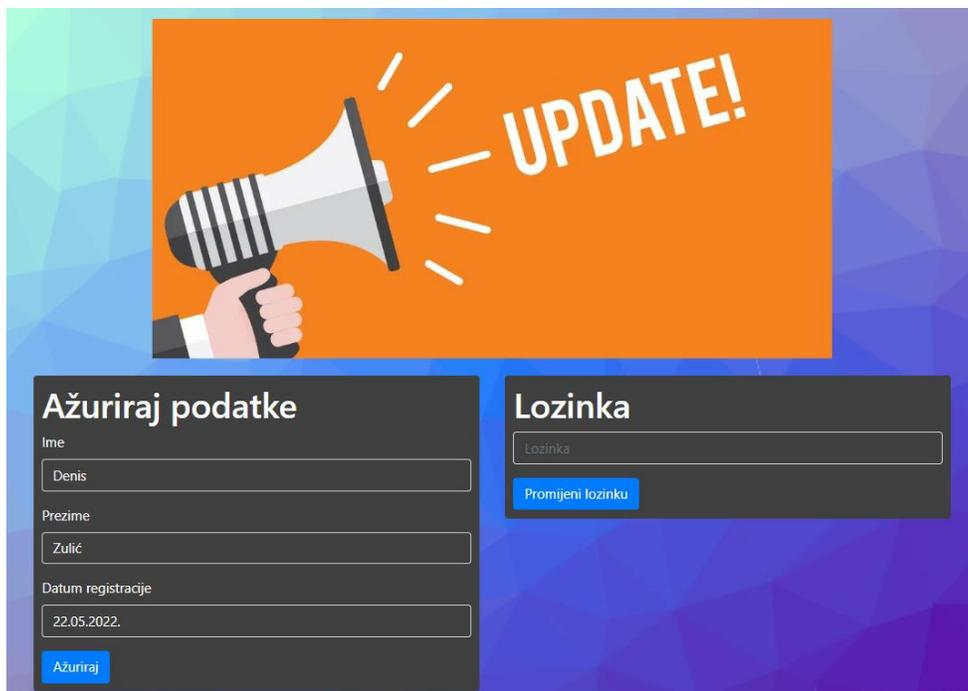 UPDATE!
Ažuriraj podatke
Ime
Denis
Prezime
Zulić
Datum registracije
22.05.2022.
Ažuriraj
Lozinka
Lozinka
Promijeni lozinku